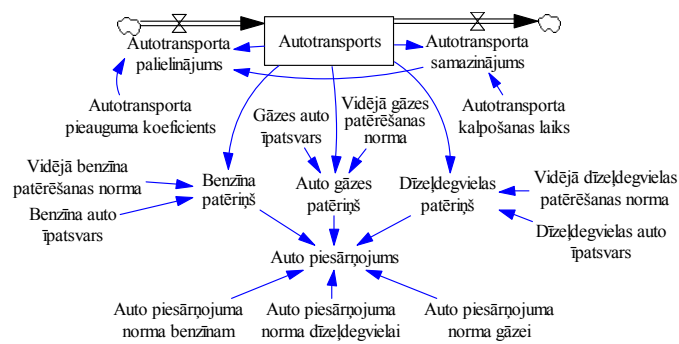 Autotransporta
palielinājums
Autotransports
Autotransporta
samazinājums
Autotransporta
pieauguma koeficients
Gāzes auto
īpatsvars
Vidējā gāzes
patērēšanas
norma
Autotransporta
kalpošanas laiks
Vidējā benzīna
patērēšanas norma
Benzīna auto
īpatsvars
Benzīna
patēriņš
Auto gāzes
patēriņš
Dīzeļdegvielas
patēriņš
Vidējā dīzeļdegvielas
patērēšanas norma
Dīzeļdegvielas auto
īpatsvars
Auto piesārņojums
Auto piesārņojuma
norma benzīnam
Auto piesārņojuma
norma dīzeļdegvielai
Auto piesārņojuma
norma gāzei